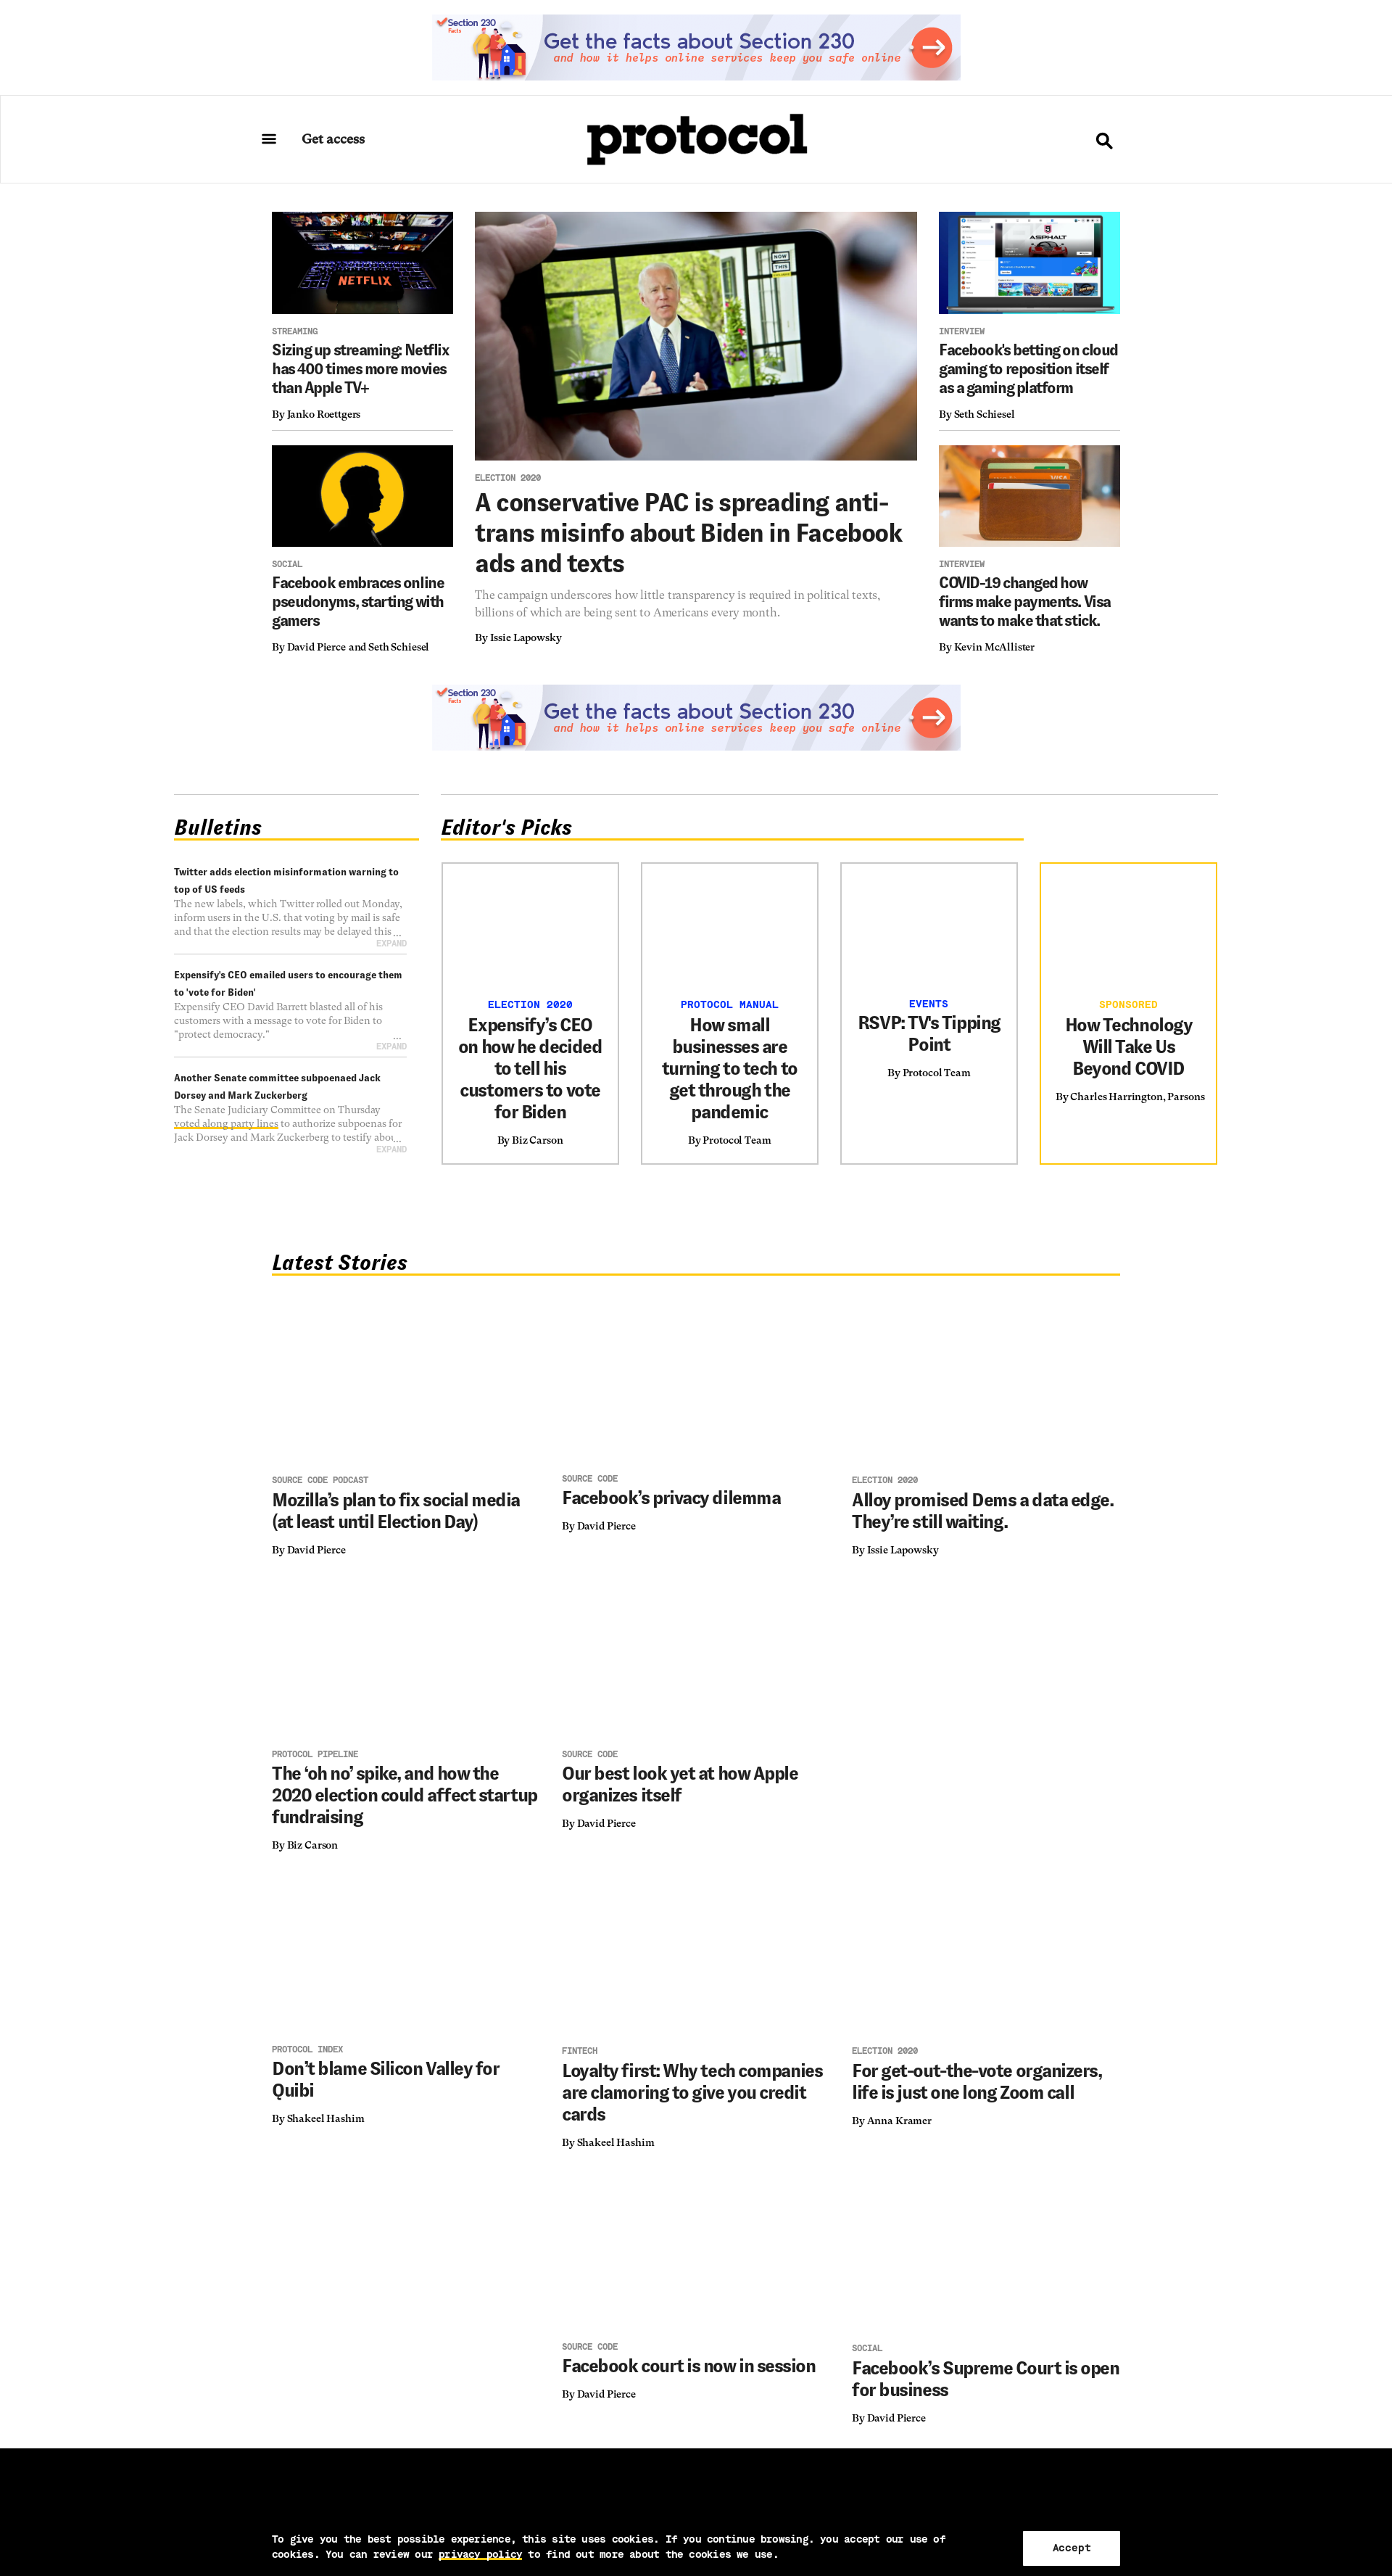 Section 230
Facts
Get the facts about Section 230
and how it helps online services keep you safe online
Get access
protocol
NETFLIX
STREAMING
Sizing up streaming: Netflix
has 400 times more movies
than Apple TV+
By Janko Roettgers
SOCIAL
Facebook embraces online
pseudonyms, starting with
gamers
By David Pierce and Seth Schiesel
NOW
THIS
ELECTION 2020
A conservative PAC is spreading anti-
trans misinfo about Biden in Facebook
ads and texts
The campaign underscores how little transparency is required in political texts,
billions of which are being sent to Americans every month.
By Issie Lapowsky
ASPHALT
INTERVIEW
Facebook's betting on cloud
gaming to reposition itself
as a gaming platform
By Seth Schiesel
VISA
INTERVIEW
COVID-19 changed how
firms make payments. Visa
wants to make that stick.
By Kevin McAllister
Section 230
Facts
Get the facts about Section 230
and how it helps online services keep you safe online
Bulletins
Twitter adds election misinformation warning to
top of US feeds
The new labels, which Twitter rolled out Monday,
inform users in the U.S. that voting by mail is safe
and that the election results may be delayed this ...
EXPAND
Expensify's CEO emailed users to encourage them
to 'vote for Biden'
Expensify CEO David Barrett blasted all of his
customers with a message to vote for Biden to
"protect democracy."
...
EXPAND
Another Senate committee subpoenaed Jack
Dorsey and Mark Zuckerberg
The Senate Judiciary Committee on Thursday
voted along party lines to authorize subpoenas for
Jack Dorsey and Mark Zuckerberg to testify abou...
EXPAND
Editor's Picks
ELECTION 2020
Expensify’s CEO
on how he decided
to tell his
customers to vote
for Biden
By Biz Carson
PROTOCOL MANUAL
How small
businesses are
turning to tech to
get through the
pandemic
By Protocol Team
EVENTS
RSVP: TV's Tipping
Point
By Protocol Team
SPONSORED
How Technology
Will Take Us
Beyond COVID
By Charles Harrington, Parsons
Latest Stories
SOURCE CODE PODCAST
Mozilla’s plan to fix social media
(at least until Election Day)
By David Pierce
SOURCE CODE
Facebook’s privacy dilemma
By David Pierce
ELECTION 2020
Alloy promised Dems a data edge.
They’re still waiting.
By Issie Lapowsky
PROTOCOL PIPELINE
The ‘oh no’ spike, and how the
2020 election could affect startup
fundraising
By Biz Carson
SOURCE CODE
Our best look yet at how Apple
organizes itself
By David Pierce
PROTOCOL INDEX
Don’t blame Silicon Valley for
Quibi
By Shakeel Hashim
FINTECH
Loyalty first: Why tech companies
are clamoring to give you credit
cards
By Shakeel Hashim
ELECTION 2020
For get-out-the-vote organizers,
life is just one long Zoom call
By Anna Kramer
SOURCE CODE
Facebook court is now in session
By David Pierce
SOCIAL
Facebook’s Supreme Court is open
for business
By David Pierce
To give you the best possible experience, this site uses cookies. If you continue browsing. you accept our use of
cookies. You can review our privacy policy to find out more about the cookies we use.
Accept